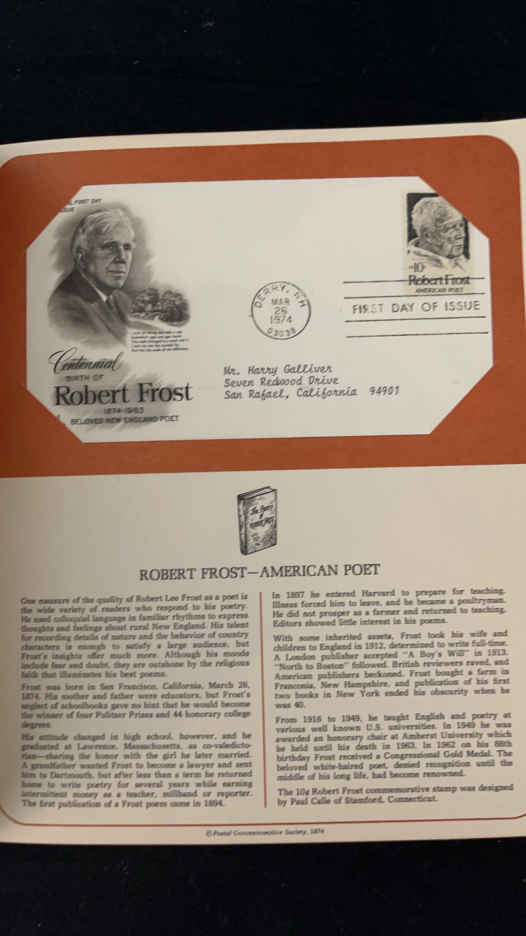 FIRST DAY
ISSUE
DERRY, NH
MAR
26
1974
03038
10c
Robert Frost
AMERICAN POET
FIRST DAY OF ISSUE
Centennial
BIRTH OF
Robert Frost
1874-1963
BELOVED NEW ENGLAND POET
Mr. Harry Galliver
Seven Redwood Drive
San Rafael, California 94901
ROBERT FROST—AMERICAN POET
One measure of the quality of Robert Lee Frost as a poet is
the wide variety of readers who respond to his poetry.
He used colloquial language in familiar rhythms to express
thoughts and feelings about rural New England. His talent
for recording details of nature and the behavior of country
characters is enough to satisfy a large audience, but
Frost's insights offer much more. Although his moods
include fear and doubt, they are outshone by the religious
faith that illuminates his best poems.
Frost was born in San Francisco, California, March 26,
1874. His mother and father were educators, but Frost's
neglect of schoolbooks gave no hint that he would become
the winner of four Pulitzer Prizes and 44 honorary college
degrees.
His attitude changed in high school, however, and he
graduated at Lawrence, Massachusetts, as co-valedicto-
rian—sharing the honor with the girl he later married.
A grandfather wanted Frost to become a lawyer and sent
him to Dartmouth, but after less than a term he returned
home to write poetry for several years while earning
intermittent money as a teacher, millhand or reporter.
The first publication of a Frost poem came in 1894.
In 1897 he entered Harvard to prepare for teaching.
Illness forced him to leave, and he became a poultryman.
He did not prosper as a farmer and returned to teaching.
Editors showed little interest in his poems.
With some inherited assets, Frost took his wife and
children to England in 1912, determined to write full-time.
A London publisher accepted "A Boy's Will" in 1913.
"North to Boston" followed. British reviewers raved, and
American publishers beckoned. Frost bought a farm in
Franconia, New Hampshire, and publication of his first
two books in New York ended his obscurity when he
was 40.
From 1916 to 1949, he taught English and poetry at
various well known U.S. universities. In 1949 he was
awarded an honorary chair at Amherst University which
he held until his death in 1963. In 1962 on his 88th
birthday Frost received a Congressional Gold Medal. The
beloved white-haired poet, denied recognition until the
middle of his long life, had become renowned.
The 10¢ Robert Frost commemorative stamp was designed
by Paul Calle of Stamford, Connecticut.
© Postal Commemorative Society, 1974